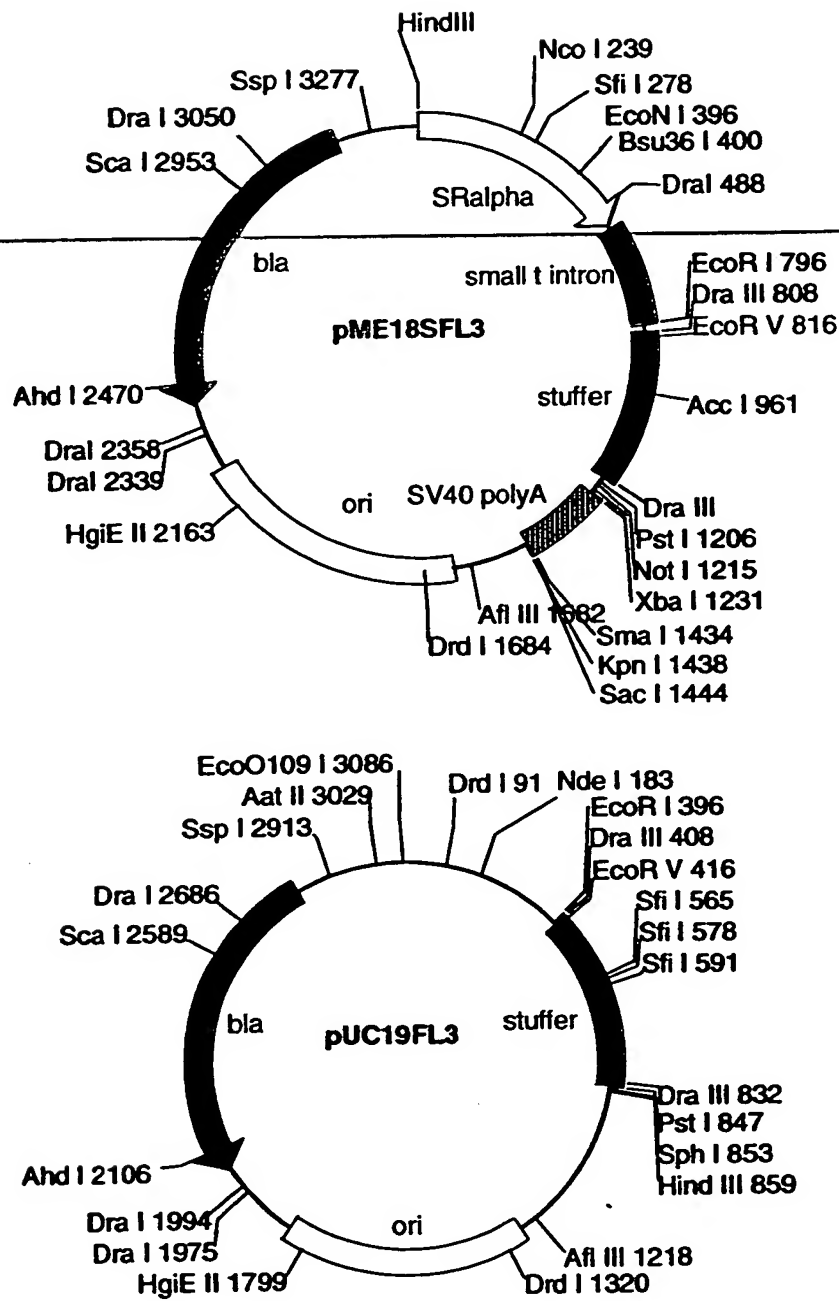 HindIII
Nco I 239
Ssp I 3277
Sfi I 278
EcoN I 396
Dra I 3050
Bsu36 I 400
Sca I 2953
DraI 488
SRalpha
bla
small t intron
EcoR I 796
Dra III 808
EcoR V 816
pME18SFL3
Ahd I 2470
stuffer
Acc I 961
DraI 2358
DraI 2339
ori
SV40 polyA
Dra III
HgiE II 2163
Pst I 1206
Not I 1215
Xba I 1231
Afl III 1682
Sma I 1434
Drd I 1684
Kpn I 1438
Sac I 1444
EcoO109 I 3086
Drd I 91
Nde I 183
Aat II 3029
EcoR I 396
Ssp I 2913
Dra III 408
EcoR V 416
Dra I 2686
Sfi I 565
Sca I 2589
Sfi I 578
Sfi I 591
bla
pUC19FL3
stuffer
Dra III 832
Pst I 847
Sph I 853
Ahd I 2106
Hind III 859
Dra I 1994
ori
Dra I 1975
Afl III 1218
HgiE II 1799
Drd I 1320